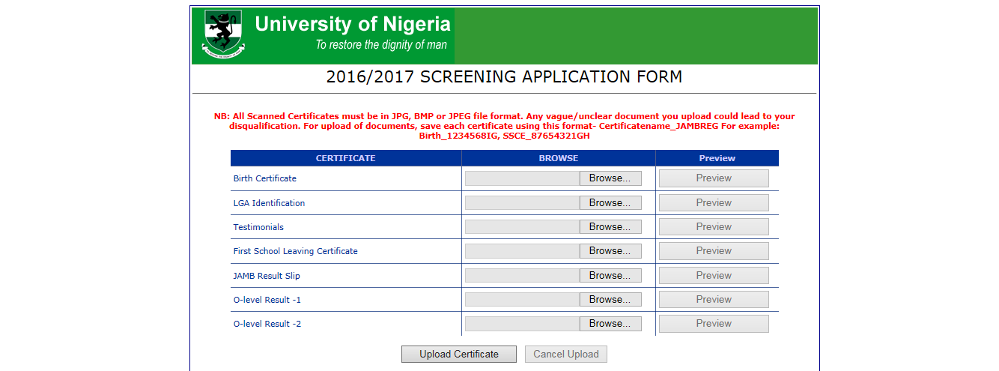 University of Nigeria
To restore the dignity of man
2016/2017 SCREENING APPLICATION FORM
NB: All Scanned Certificates must be in JPG, BMP or JPEG file format. Any vague/unclear document you upload could lead to your
disqualification. For upload of documents, save each certificate using this format- Certificatename_JAMBREG For example:
Birth_1234568IG, SSCE_87654321GH
CERTIFICATE BROWSE Preview
Birth Certificate Browse... Preview
LGA Identification Browse... Preview
Testimonials Browse... Preview
First School Leaving Certificate Browse... Preview
JAMB Result Slip Browse... Preview
O-level Result -1 Browse... Preview
O-level Result -2 Browse... Preview
Upload Certificate Cancel Upload